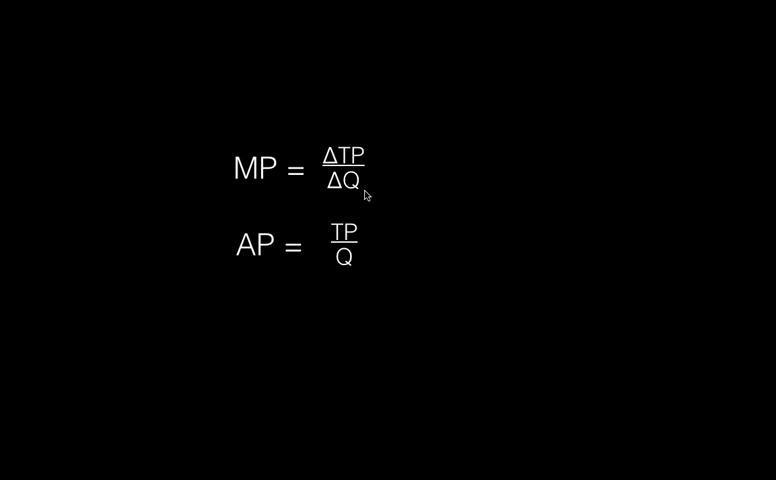 MP = ΔTP/ΔQ
AP = TP/Q